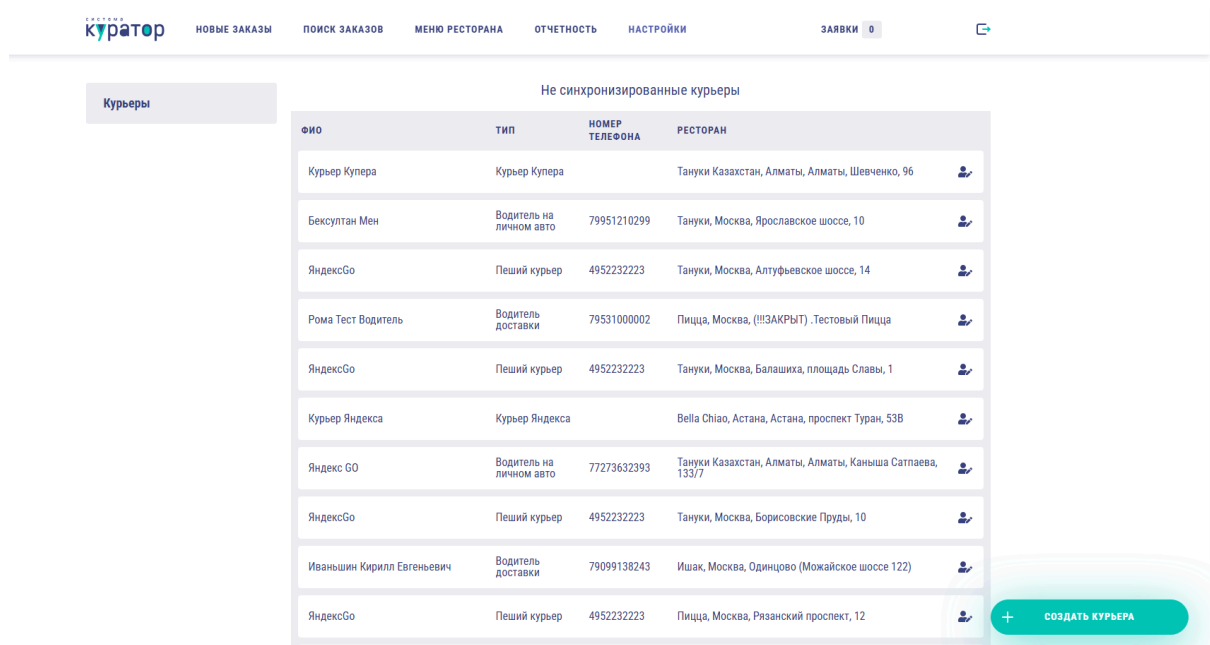 система
куратор
НОВЫЕ ЗАКАЗЫ
ПОИСК ЗАКАЗОВ
МЕНЮ РЕСТОРАНА
ОТЧЕТНОСТЬ
НАСТРОЙКИ
ЗАЯВКИ 0
Курьеры
Не синхронизированные курьеры
ФИО
ТИП
НОМЕР
ТЕЛЕФОНА
РЕСТОРАН
Курьер Купера
Курьер Купера
Тануки Казахстан, Алматы, Алматы, Шевченко, 96
Бексултан Мен
Водитель на
личном авто
79951210299
Тануки, Москва, Ярославское шоссе, 10
ЯндексGo
Пеший курьер
4952232223
Тануки, Москва, Алтуфьевское шоссе, 14
Рома Тест Водитель
Водитель
доставки
79531000002
Пицца, Москва, (!!!ЗАКРЫТ) .Тестовый Пицца
ЯндексGo
Пеший курьер
4952232223
Тануки, Москва, Балашиха, площадь Славы, 1
Курьер Яндекса
Курьер Яндекса
Bella Chiao, Астана, Астана, проспект Туран, 53В
Яндекс GO
Водитель на
личном авто
77273632393
Тануки Казахстан, Алматы, Алматы, Каныша Сатпаева,
133/7
ЯндексGo
Пеший курьер
4952232223
Тануки, Москва, Борисовские Пруды, 10
Иваньшин Кирилл Евгеньевич
Водитель
доставки
79099138243
Ишак, Москва, Одинцово (Можайское шоссе 122)
ЯндексGo
Пеший курьер
4952232223
Пицца, Москва, Рязанский проспект, 12
+ СОЗДАТЬ КУРЬЕРА